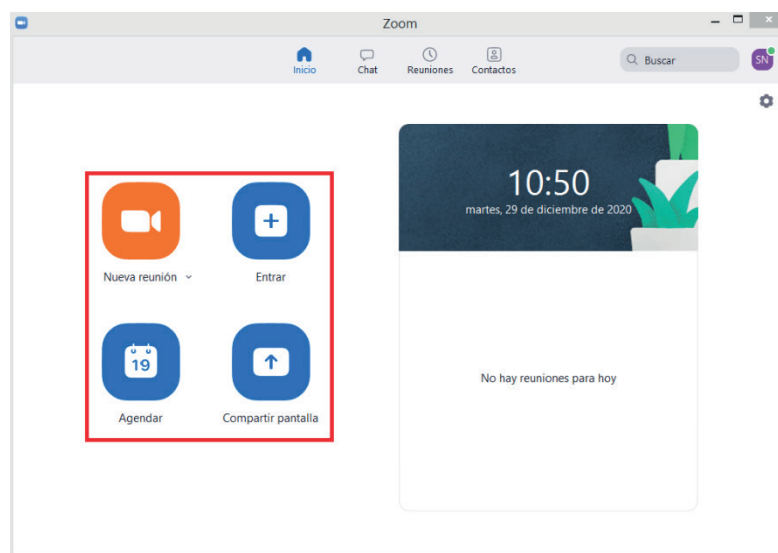 Zoom
Inicio
Chat
Reuniones
Contactos
Buscar
SN
10:50
martes, 29 de diciembre de 2020
Nueva reunión
Entrar
19
Agendar
Compartir pantalla
No hay reuniones para hoy